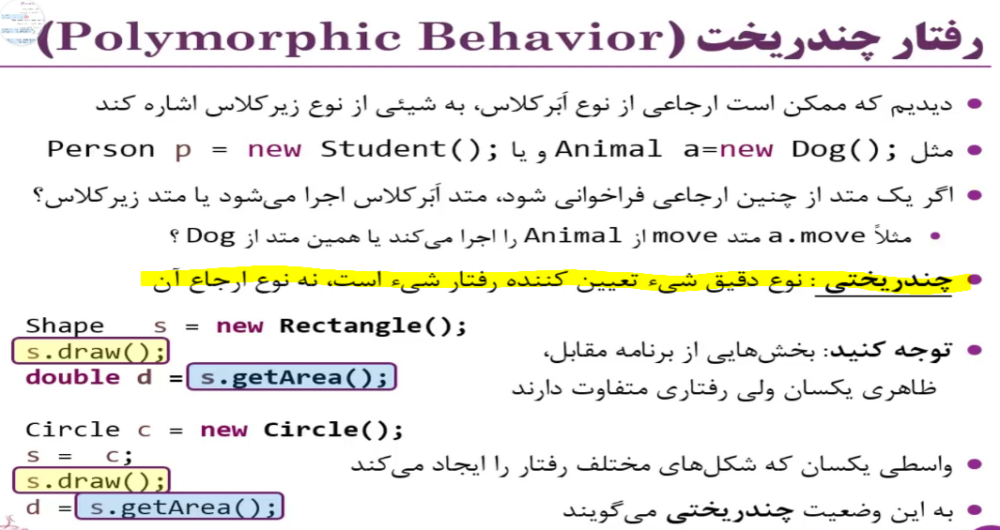 رفتار چندریخت (Polymorphic Behavior)
• دیدیم که ممکن است ارجاعی از نوع اَبَرکلاس، به شیئی از نوع زیرکلاس اشاره کند
• مثل Animal a=new Dog(); و یا Person p = new Student();
• اگر یک متد از چنین ارجاعی فراخوانی شود، متد اَبَرکلاس اجرا می‌شود یا متد زیرکلاس؟
• مثلاً a.move متد move از Animal را اجرا می‌کند یا همین متد از Dog ؟
• چندریختی : نوع دقیق شیء تعیین کننده رفتار شیء است، نه نوع ارجاع آن
Shape s = new Rectangle();
s.draw();
double d = s.getArea();
Circle c = new Circle();
s = c;
s.draw();
d = s.getArea();
• توجه کنید: بخش‌هایی از برنامه مقابل،
ظاهری یکسان ولی رفتاری متفاوت دارند
• واسطی یکسان که شکل‌های مختلف رفتار را ایجاد می‌کند
• به این وضعیت چندریختی می‌گویند